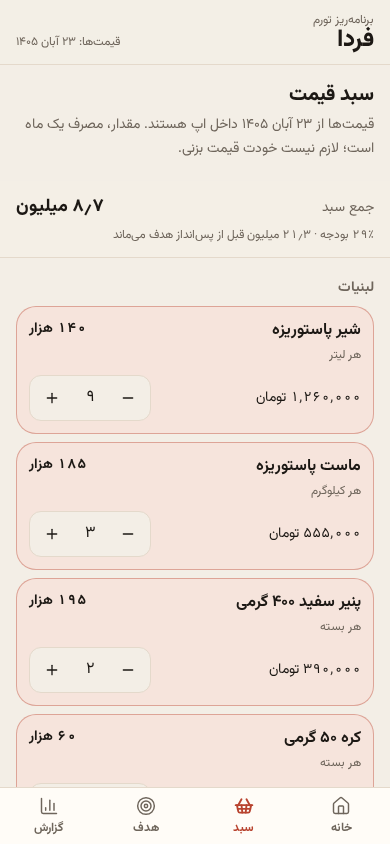 برنامه‌ریز تورم
فردا
قیمت‌ها: ۲۳ آبان ۱۴۰۵
سبد قیمت
قیمت‌ها از ۲۳ آبان ۱۴۰۵ داخل اپ هستند. مقدار، مصرف یک ماه
است؛ لازم نیست خودت قیمت بزنی.
جمع سبد
۸٫۷ میلیون
۲۹٪ بودجه · ۲۱٫۳ میلیون قبل از پس‌انداز هدف می‌ماند
لبنیات
شیر پاستوریزه
۱۴۰ هزار
هر لیتر
۱,۲۶۰,۰۰۰ تومان
− ۹ +
ماست پاستوریزه
۱۸۵ هزار
هر کیلوگرم
۵۵۵,۰۰۰ تومان
− ۳ +
پنیر سفید ۴۰۰ گرمی
۱۹۵ هزار
هر بسته
۳۹۰,۰۰۰ تومان
− ۲ +
کره ۵۰ گرمی
۶۰ هزار
هر بسته
خانه
سبد
هدف
گزارش